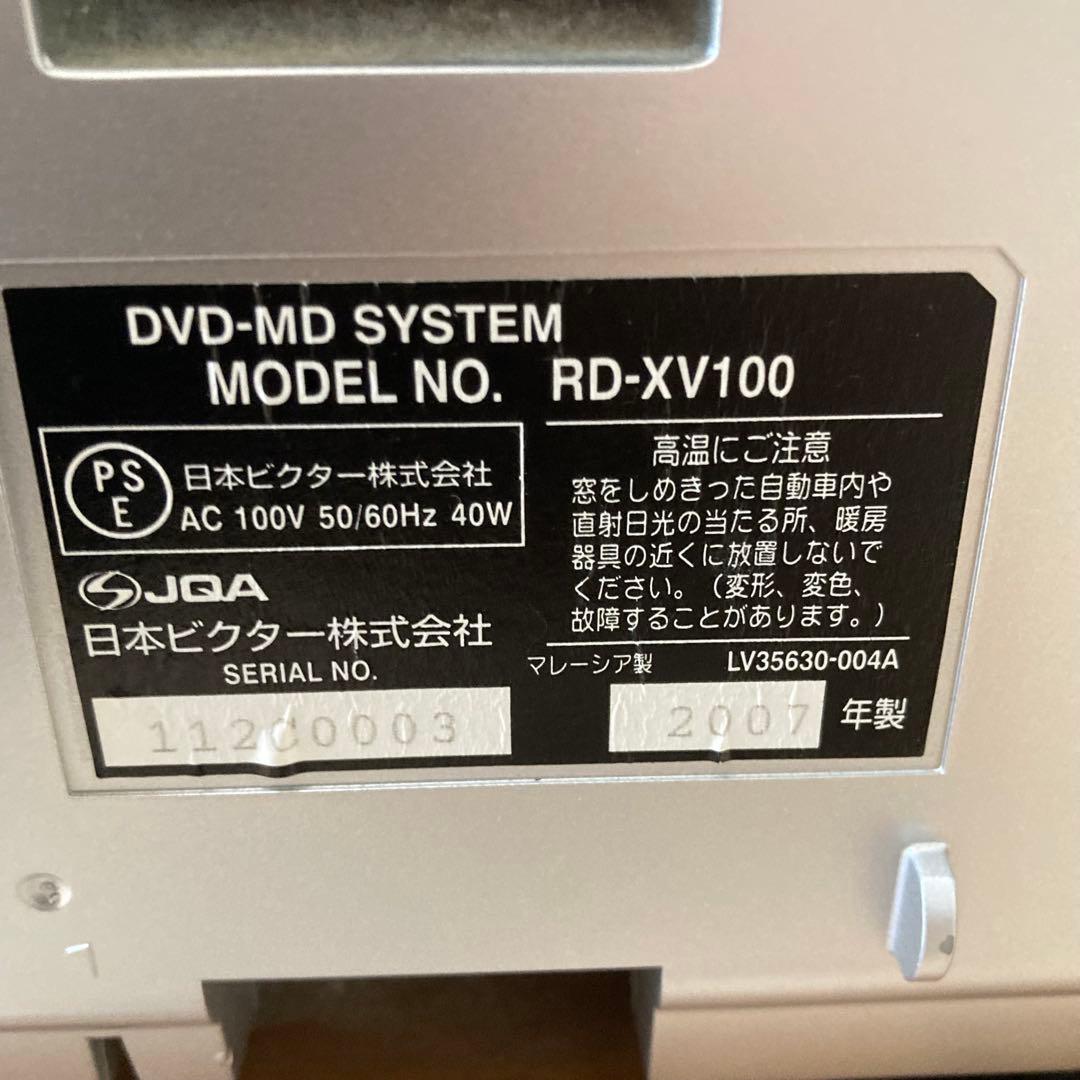 DVD-MD SYSTEM
MODEL NO. RD-XV100
PSE
日本ビクター株式会社
AC 100V 50/60Hz 40W
JQA
日本ビクター株式会社
SERIAL NO.
112C0003
高温にご注意
窓をしめきった自動車内や
直射日光の当たる所、暖房
器具の近くに放置しないで
ください。（変形、変色、
故障することがあります。）
マレーシア製 LV35630-004A
2007 年製